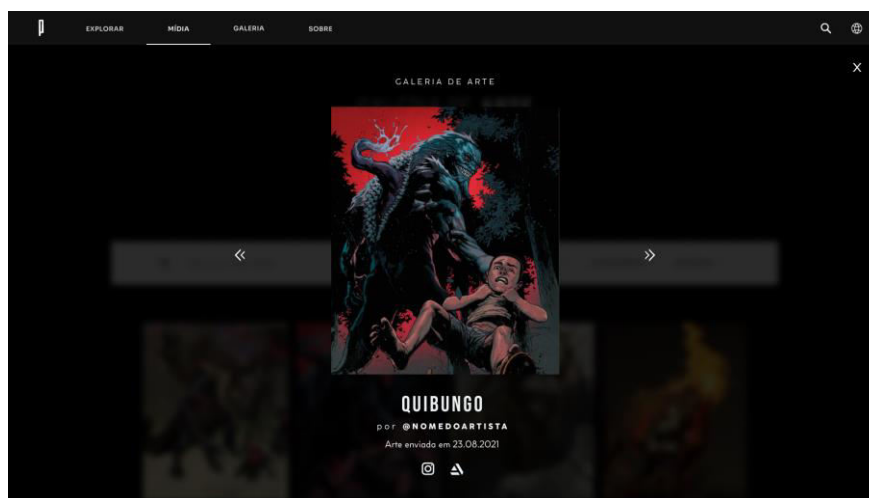 EXPLORAR MÍDIA GALERIA SOBRE
X
GALERIA DE ARTE
QUIBUNGO
por @NOMEDOARTISTA
Arte enviada em 23.08.2021